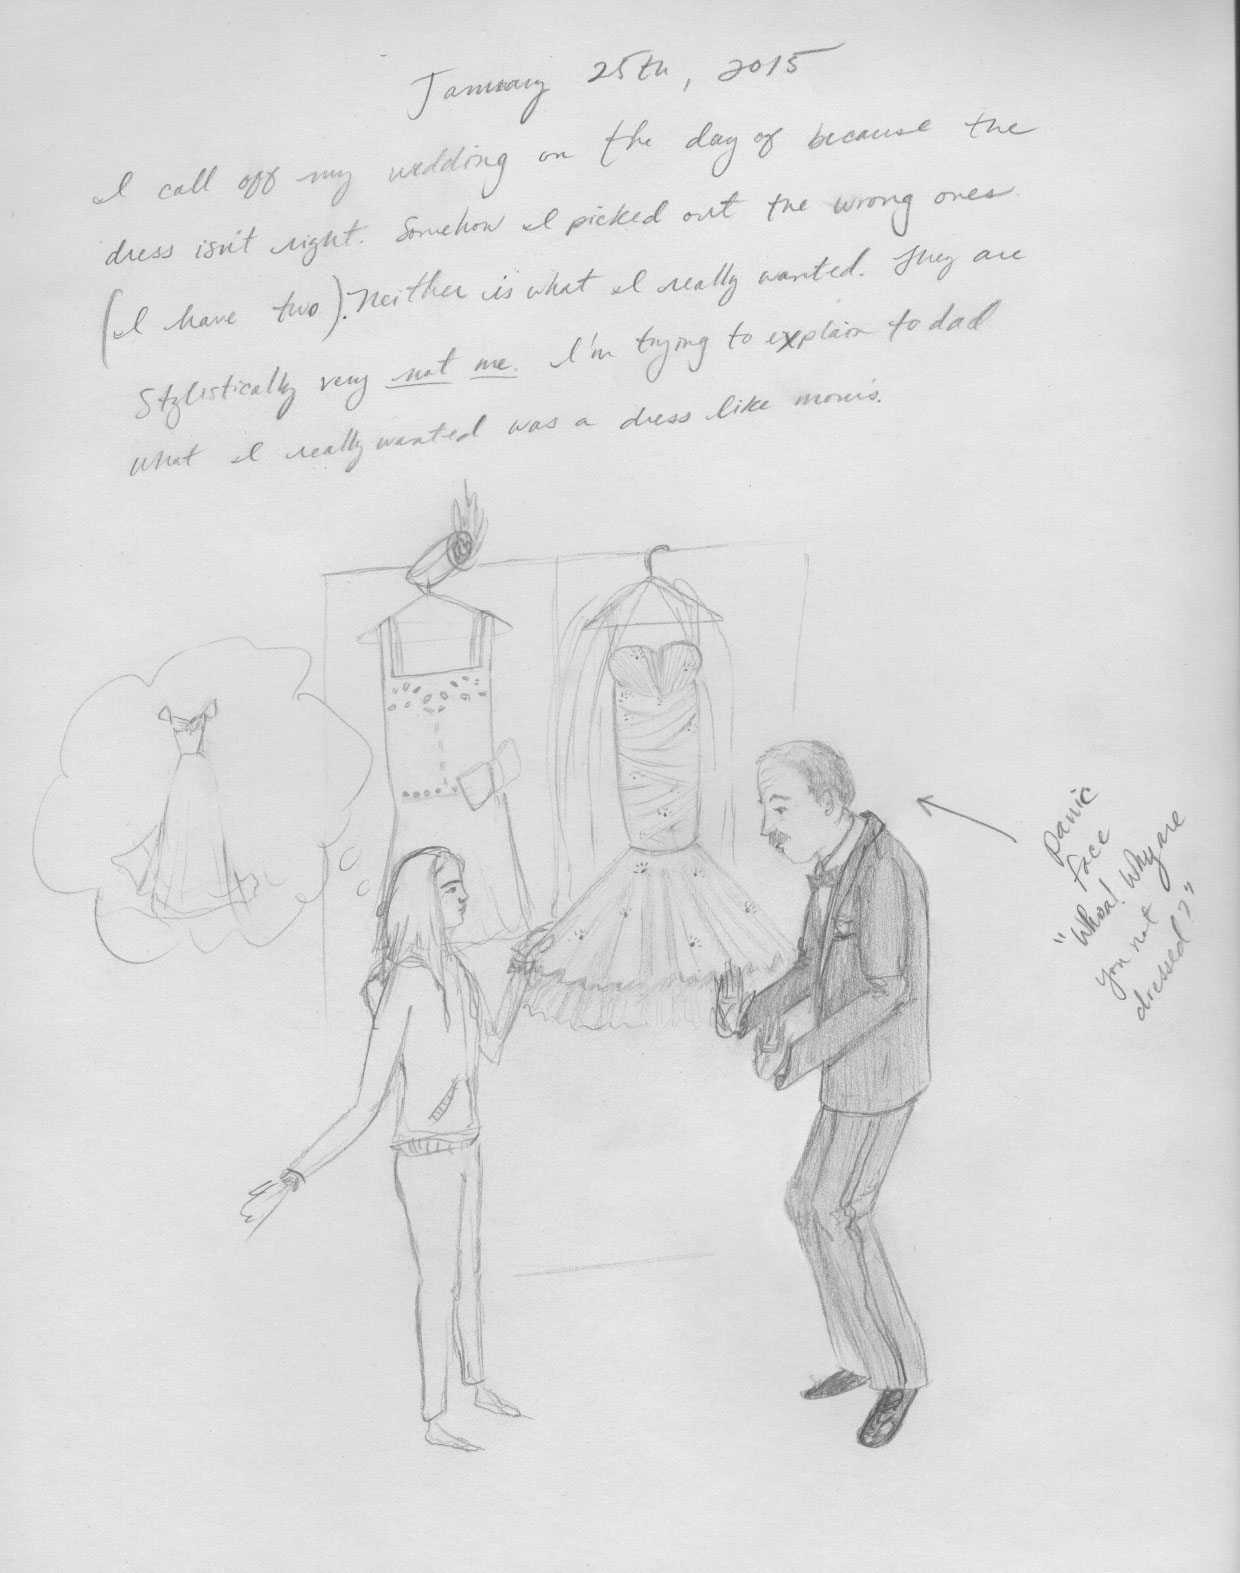 January 25th, 2015
I call off my wedding on the day of because the
dress isn't right. Somehow I picked out the wrong ones.
(I have two). Neither is what I really wanted. They are
stylistically very not me. I'm trying to explain to dad
what I really wanted was a dress like mom's.
panic
face
"Whoa! Why are
you not
dressed?"